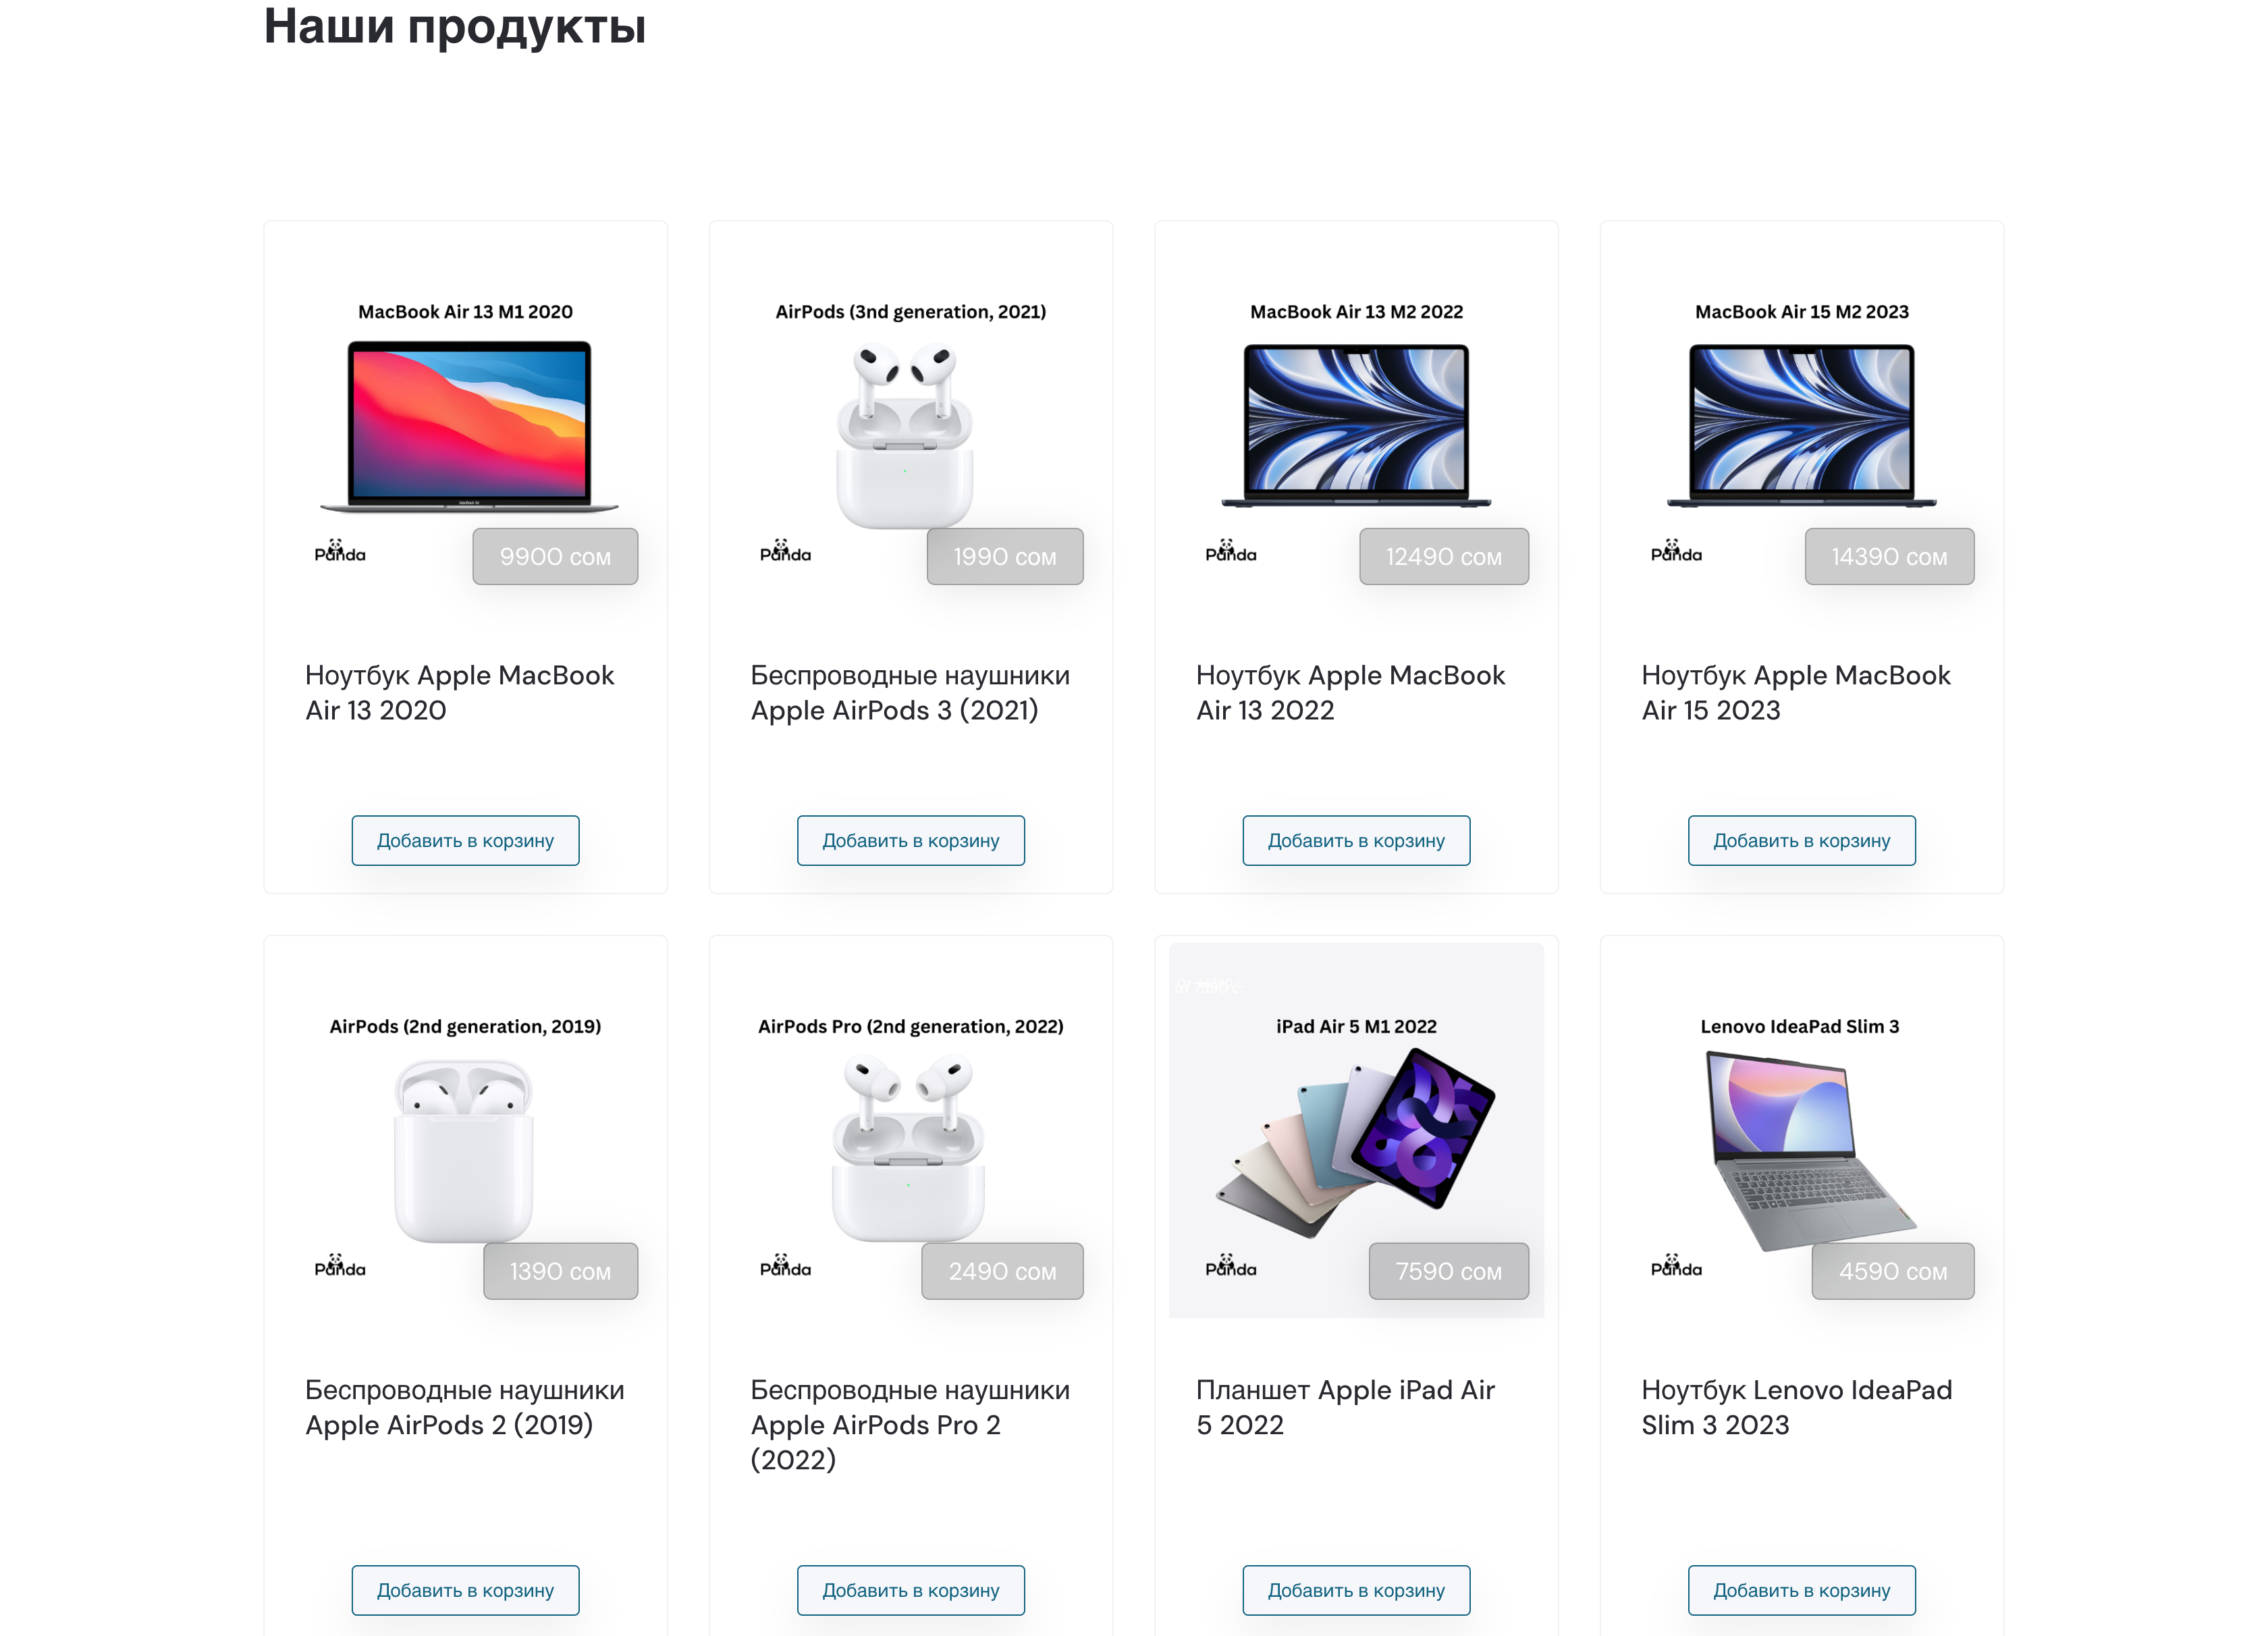 Наши продукты
MacBook Air 13 M1 2020
MacBook Air
Panda
9900 сом
Ноутбук Apple MacBook
Air 13 2020
Добавить в корзину
AirPods (3nd generation, 2021)
Panda
1990 сом
Беспроводные наушники
Apple AirPods 3 (2021)
Добавить в корзину
MacBook Air 13 M2 2022
Panda
12490 сом
Ноутбук Apple MacBook
Air 13 2022
Добавить в корзину
MacBook Air 15 M2 2023
Panda
14390 сом
Ноутбук Apple MacBook
Air 15 2023
Добавить в корзину
AirPods (2nd generation, 2019)
Panda
1390 сом
Беспроводные наушники
Apple AirPods 2 (2019)
Добавить в корзину
AirPods Pro (2nd generation, 2022)
Panda
2490 сом
Беспроводные наушники
Apple AirPods Pro 2
(2022)
Добавить в корзину
iPad Air 5 M1 2022
Panda
7590 сом
Планшет Apple iPad Air
5 2022
Добавить в корзину
Lenovo IdeaPad Slim 3
Panda
4590 сом
Ноутбук Lenovo IdeaPad
Slim 3 2023
Добавить в корзину